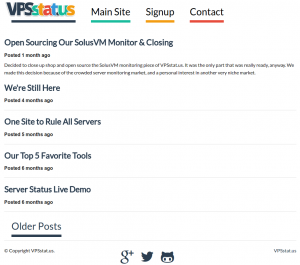 VPSstat.us
Main Site
Signup
Contact
Open Sourcing Our SolusVM Monitor & Closing
Posted 1 month ago
Decided to close up shop and open source the SolusVM monitoring piece of VPSstat.us. It was the only part that was really ready, anyway. We
made this decision because of the crowded server monitoring market, and a personal interest in another very niche market.
We're Still Here
Posted 4 months ago
One Site to Rule All Servers
Posted 5 months ago
Our Top 5 Favorite Tools
Posted 6 months ago
Server Status Live Demo
Posted 6 months ago
Older Posts
© Copyright VPSstat.us.
VPSstat.us